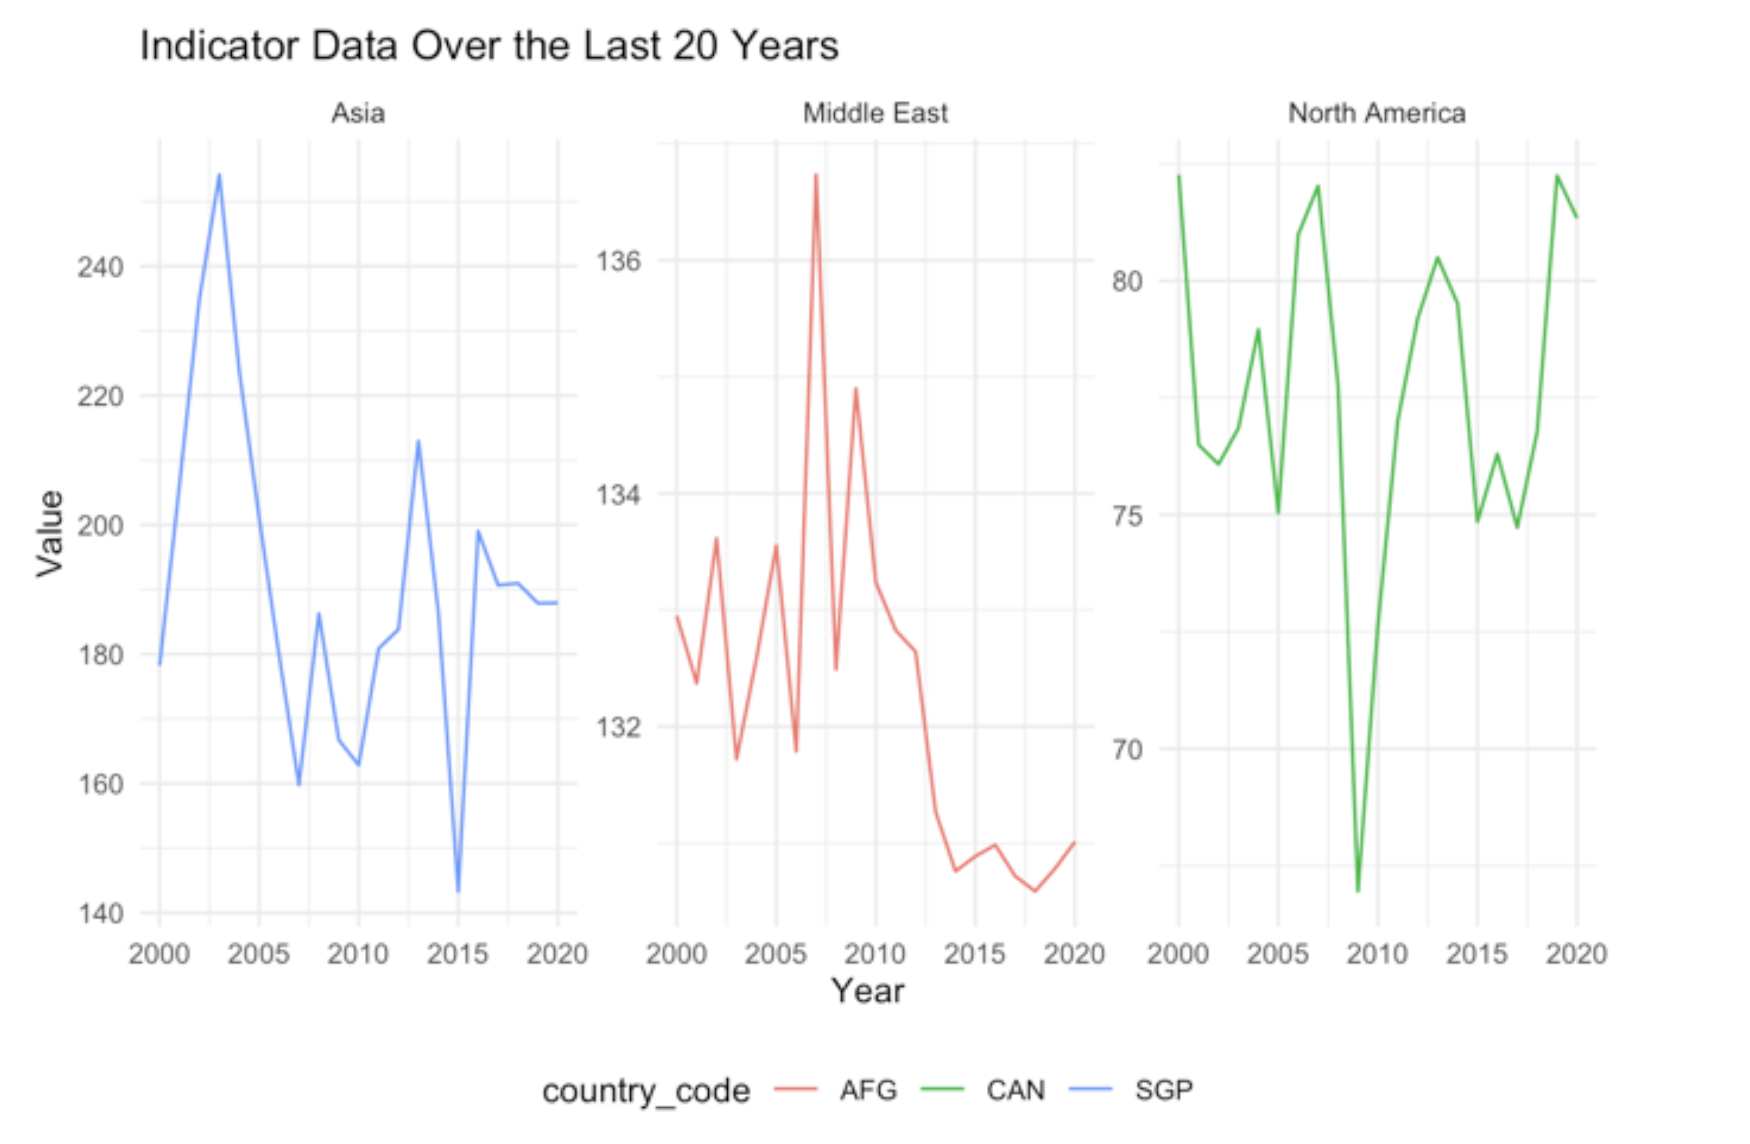 Indicator Data Over the Last 20 Years
Asia Middle East North America
Value
240
220
200
180
160
140
136
134
132
80
75
70
2000 2005 2010 2015 2020 2000 2005 2010 2015 2020 2000 2005 2010 2015 2020
Year
country_code AFG CAN SGP